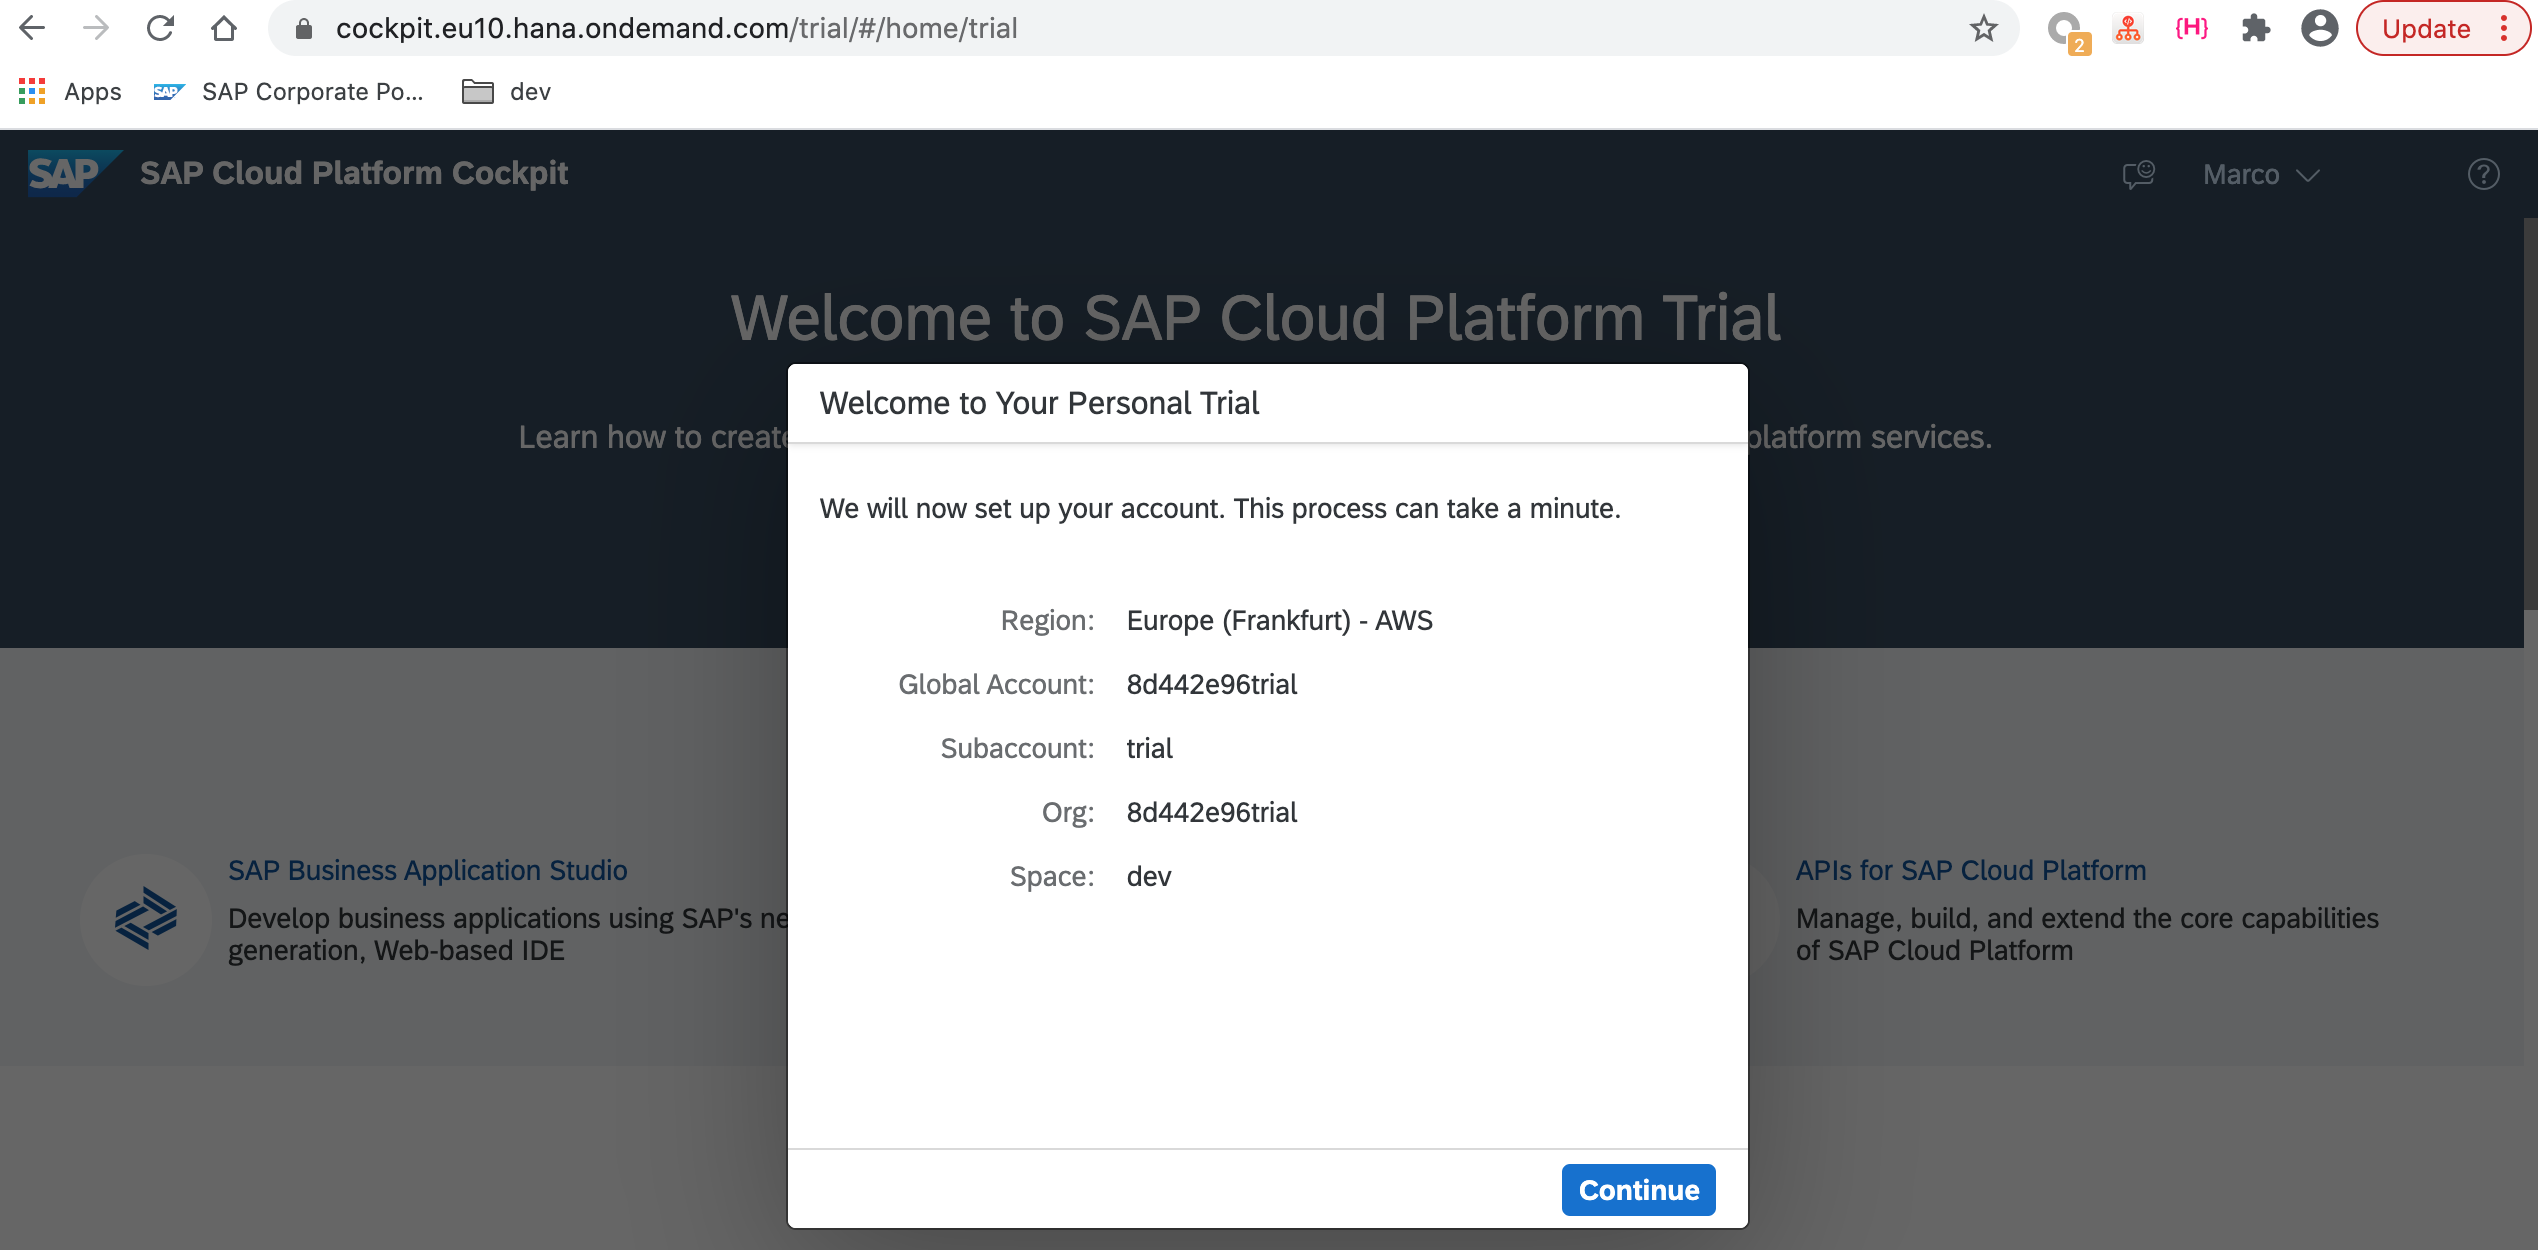 cockpit.eu10.hana.ondemand.com/trial/#/home/trial
2
{H}
Update
Apps
SAP
SAP Corporate Po...
dev
SAP
SAP Cloud Platform Cockpit
Marco
?
Welcome to SAP Cloud Platform Trial
Learn how to create
platform services.
Welcome to Your Personal Trial
We will now set up your account. This process can take a minute.
Region: Europe (Frankfurt) - AWS
Global Account: 8d442e96trial
Subaccount: trial
Org: 8d442e96trial
Space: dev
SAP Business Application Studio
Develop business applications using SAP's ne
generation, Web-based IDE
APIs for SAP Cloud Platform
Manage, build, and extend the core capabilities
of SAP Cloud Platform
Continue